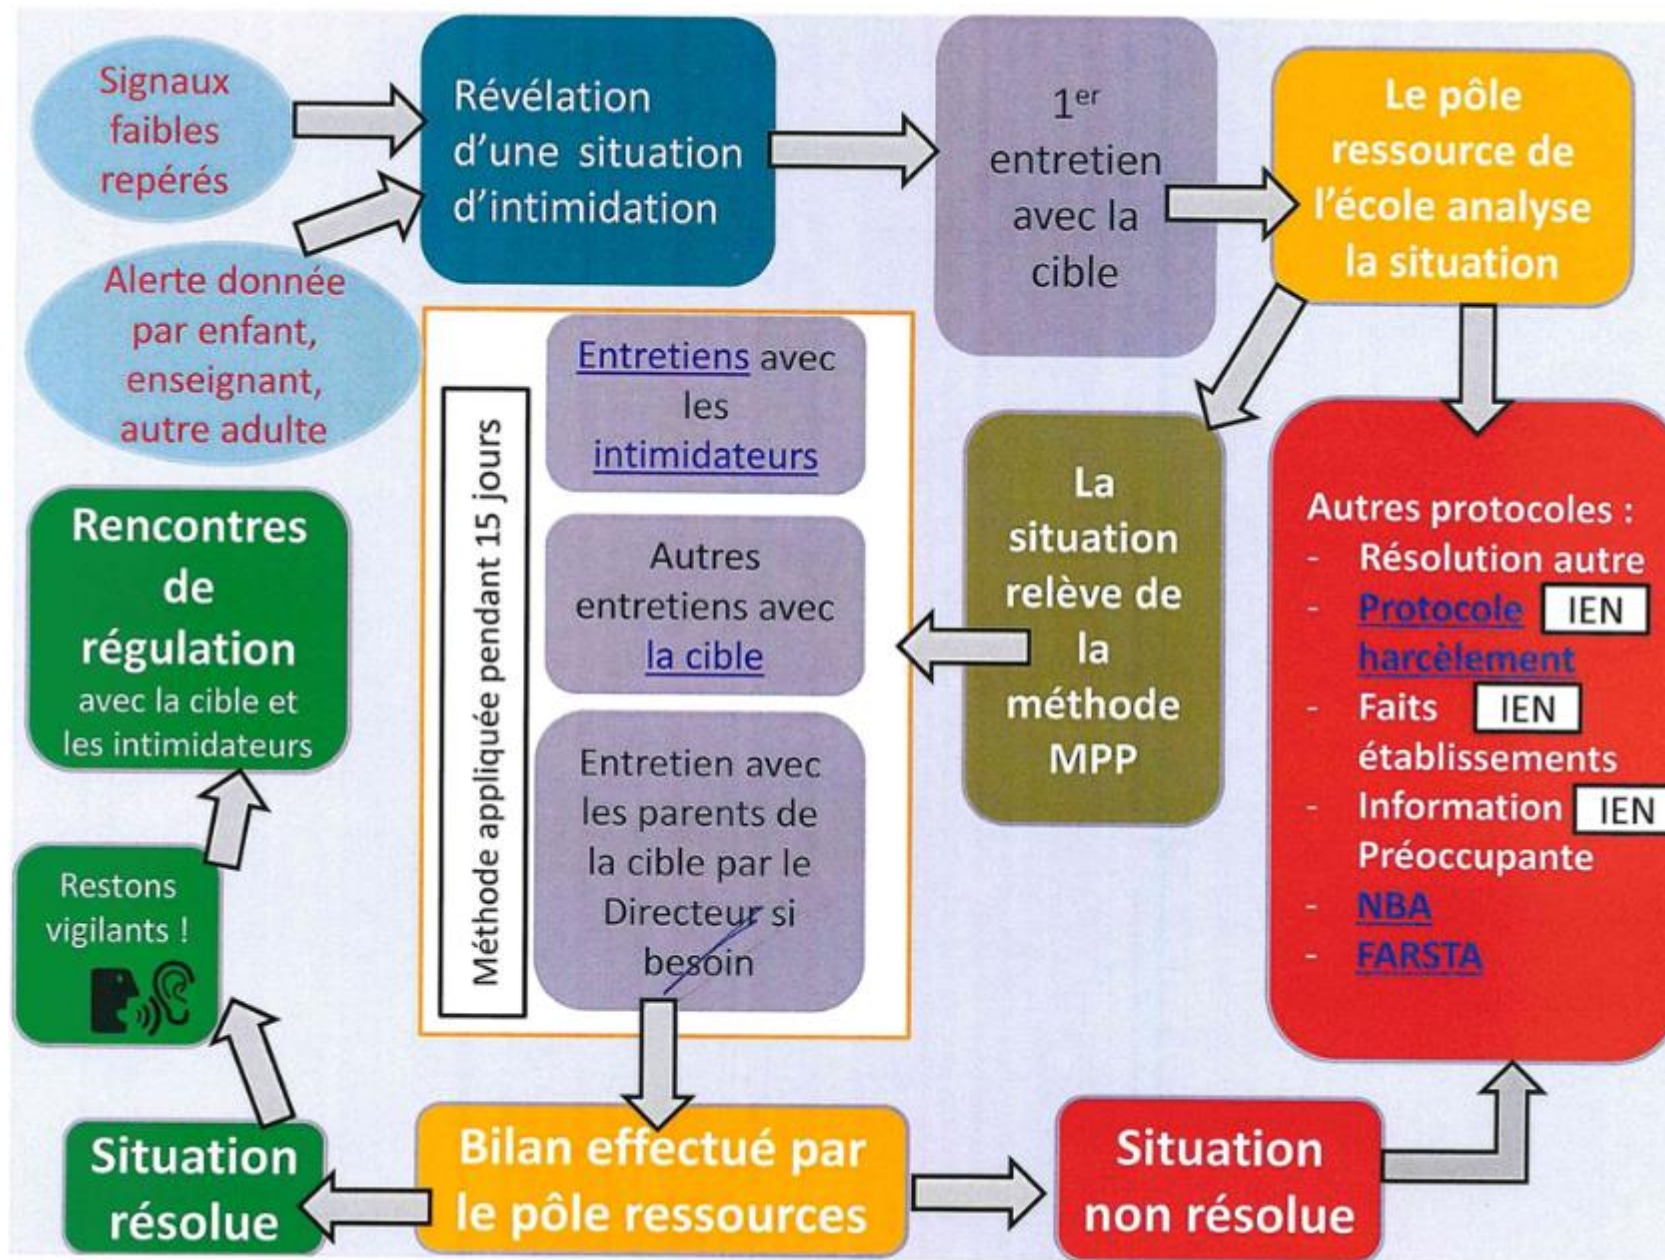 Signaux
faibles
repérés
Révélation
d'une situation
d'intimidation
1er
entretien
avec la
cible
Le pôle
ressource de
l'école analyse
la situation
Alerte donnée
par enfant,
enseignant,
autre adulte
Méthode appliquée pendant 15 jours
Entretiens avec
les
intimidateurs
Autres
entretiens avec
la cible
Entretien avec
les parents de
la cible par le
Directeur si
besoin
La
situation
relève de
la
méthode
MPP
Autres protocoles :
- Résolution autre
- Protocole IEN
harcèlement
- Faits IEN
établissements
- Information IEN
Préoccupante
- NBA
- FARSTA
Rencontres
de
régulation
avec la cible et
les intimidateurs
Restons
vigilants !
Situation
résolue
Bilan effectué par
le pôle ressources
Situation
non résolue